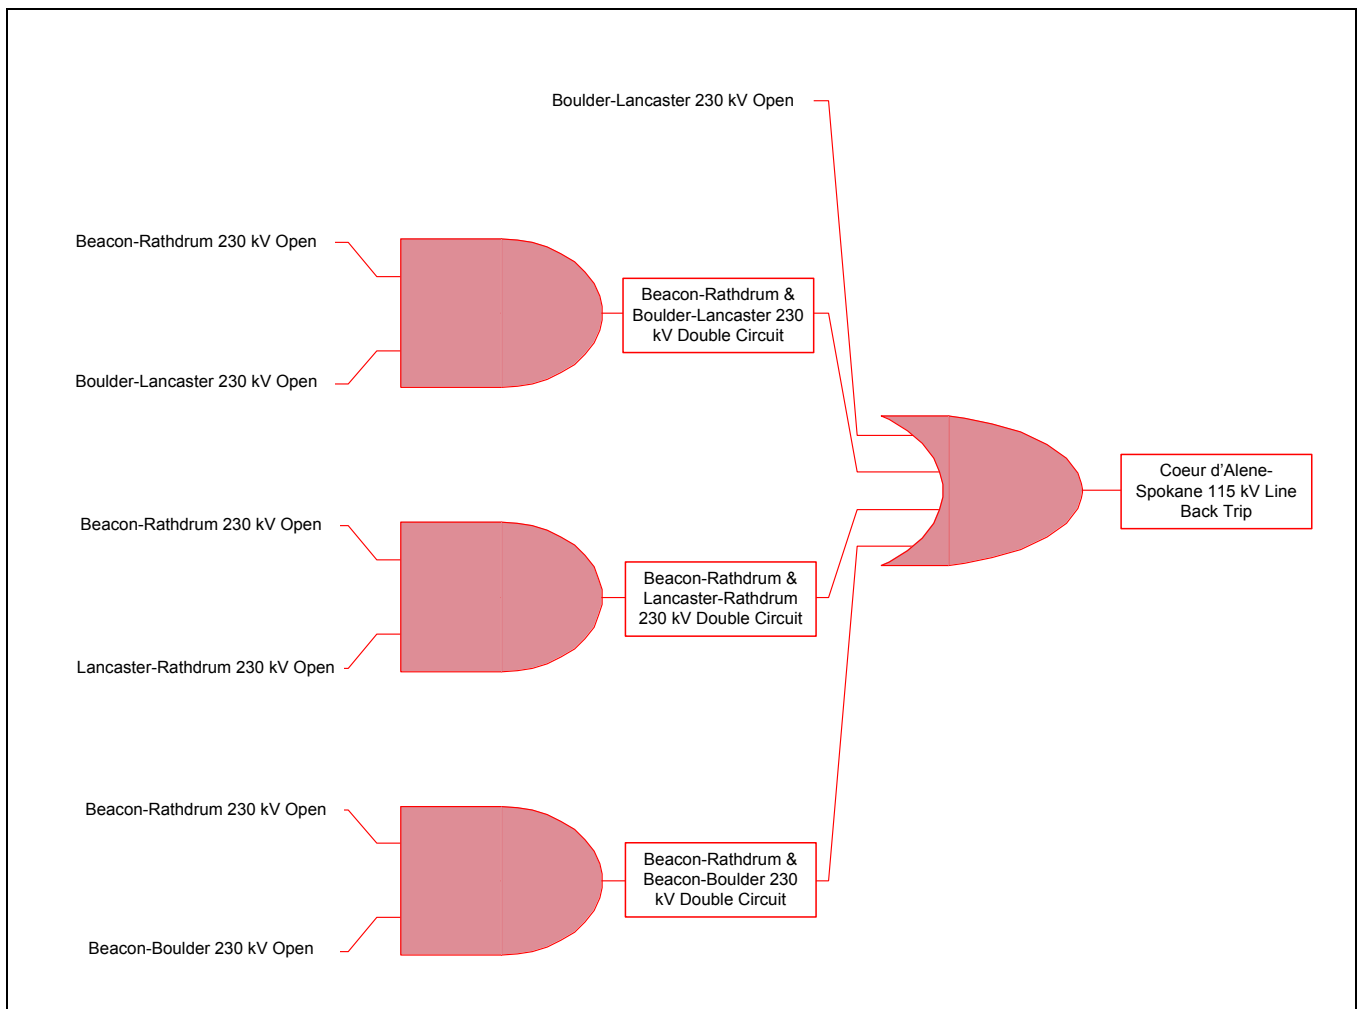 Boulder-Lancaster 230 kV Open
Beacon-Rathdrum 230 kV Open
Boulder-Lancaster 230 kV Open
Beacon-Rathdrum &
Boulder-Lancaster 230
kV Double Circuit
Beacon-Rathdrum 230 kV Open
Lancaster-Rathdrum 230 kV Open
Beacon-Rathdrum &
Lancaster-Rathdrum
230 kV Double Circuit
Beacon-Rathdrum 230 kV Open
Beacon-Boulder 230 kV Open
Beacon-Rathdrum &
Beacon-Boulder 230
kV Double Circuit
Coeur d’Alene-
Spokane 115 kV Line
Back Trip